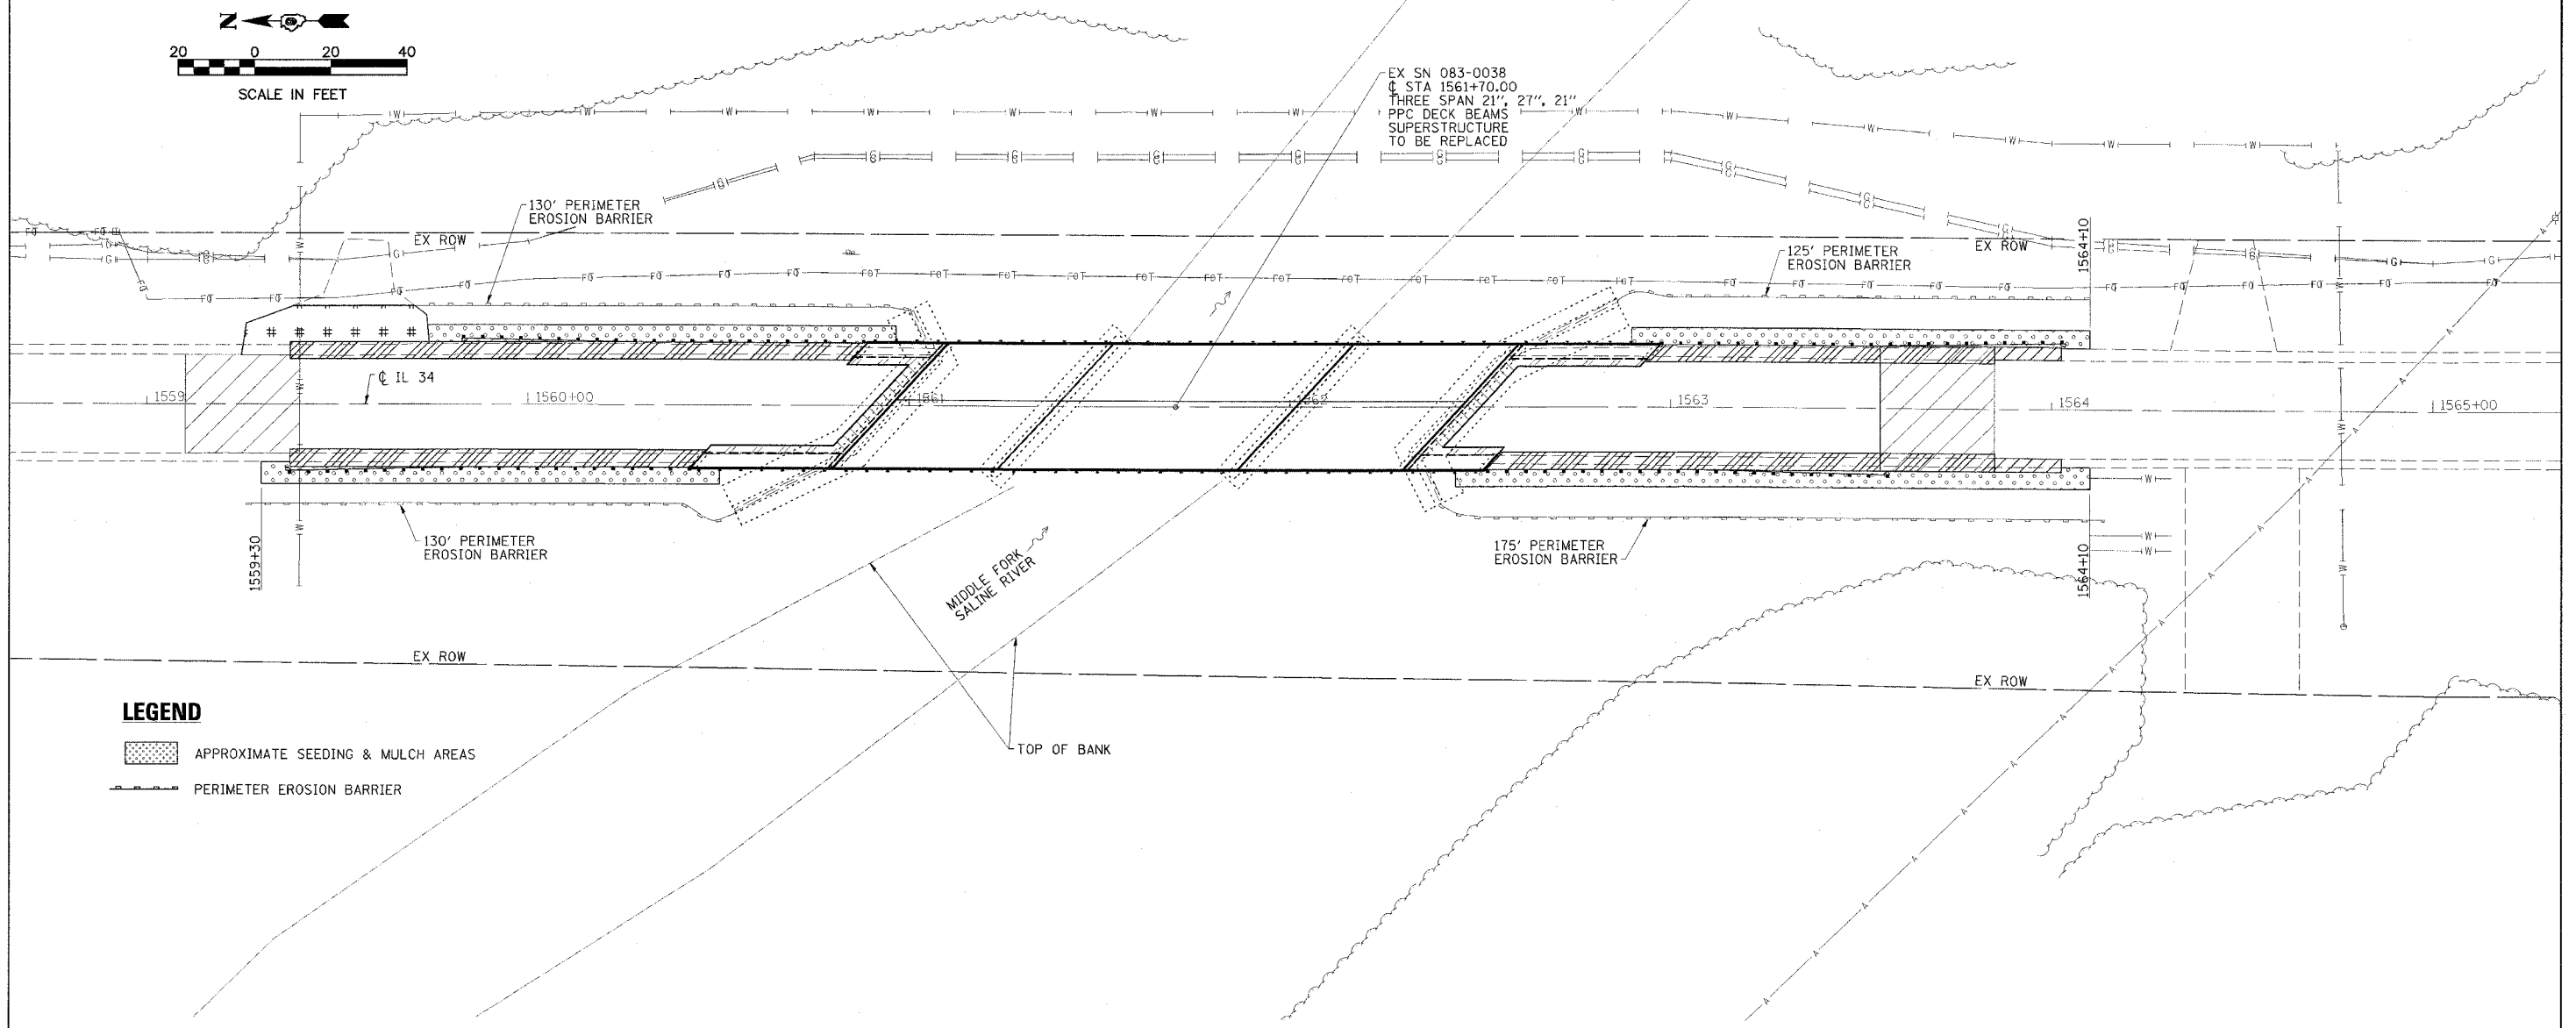 N
20 0 20 40
SCALE IN FEET
EX SN 083-0038
℄ STA 1561+70.00
THREE SPAN 21", 27", 21"
PPC DECK BEAMS
SUPERSTRUCTURE
TO BE REPLACED
130' PERIMETER
EROSION BARRIER
EX ROW
EX ROW
125' PERIMETER
EROSION BARRIER
1564+10
℄ IL 34
1559
1560+00
1561
1562
1563
1564
1565+00
1559+30
130' PERIMETER
EROSION BARRIER
MIDDLE FORK
SALINE RIVER
175' PERIMETER
EROSION BARRIER
1564+10
EX ROW
EX ROW
LEGEND
APPROXIMATE SEEDING & MULCH AREAS
PERIMETER EROSION BARRIER
TOP OF BANK